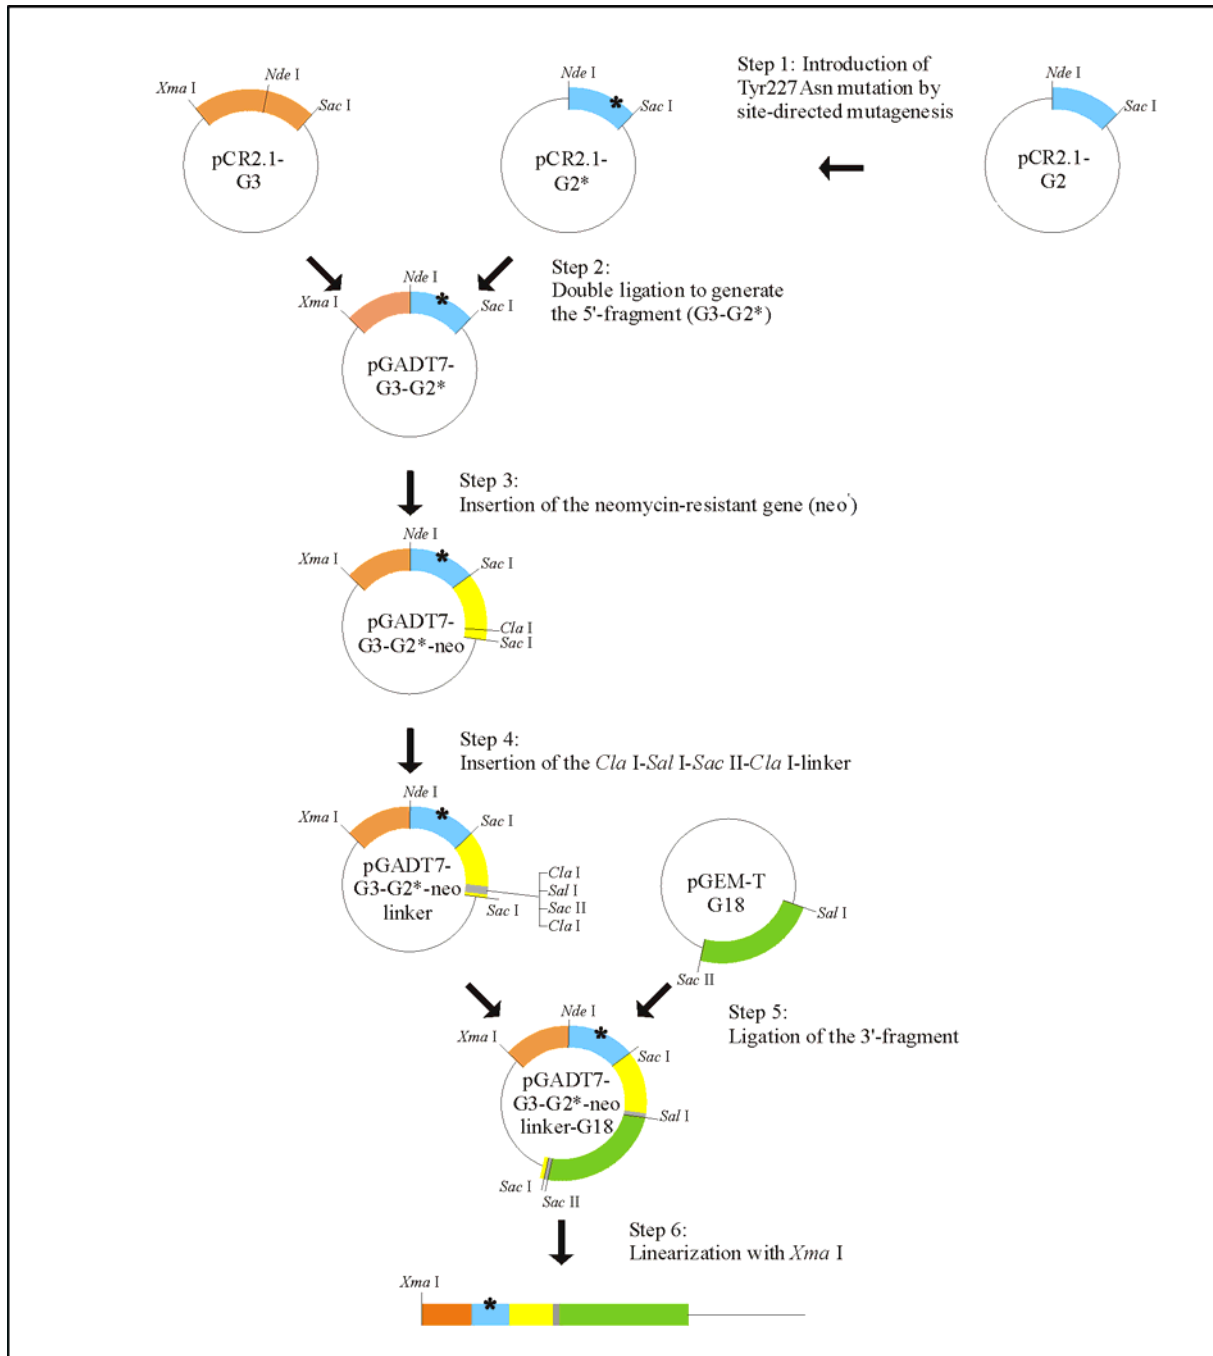 Xma I
Nde I
Sac I
pCR2.1-
G3
Nde I
Sac I
pCR2.1-
G2*
Step 1: Introduction of
Tyr227Asn mutation by
site-directed mutagenesis
Nde I
Sac I
pCR2.1-
G2
Step 2:
Double ligation to generate
the 5'-fragment (G3-G2*)
Xma I
Nde I
Sac I
pGADT7-
G3-G2*
Step 3:
Insertion of the neomycin-resistant gene (neo')
Xma I
Nde I
Sac I
Cla I
Sac I
pGADT7-
G3-G2*-neo
Step 4:
Insertion of the Cla I-Sal I-Sac II-Cla I-linker
Xma I
Nde I
Sac I
pGADT7-
G3-G2*-neo
linker
Sac I
Cla I
Sal I
Sac II
Cla I
pGEM-T
G18
Sal I
Sac II
Step 5:
Ligation of the 3'-fragment
Xma I
Nde I
Sac I
pGADT7-
G3-G2*-neo
linker-G18
Sal I
Sac I
Sac II
Step 6:
Linearization with Xma I
Xma I